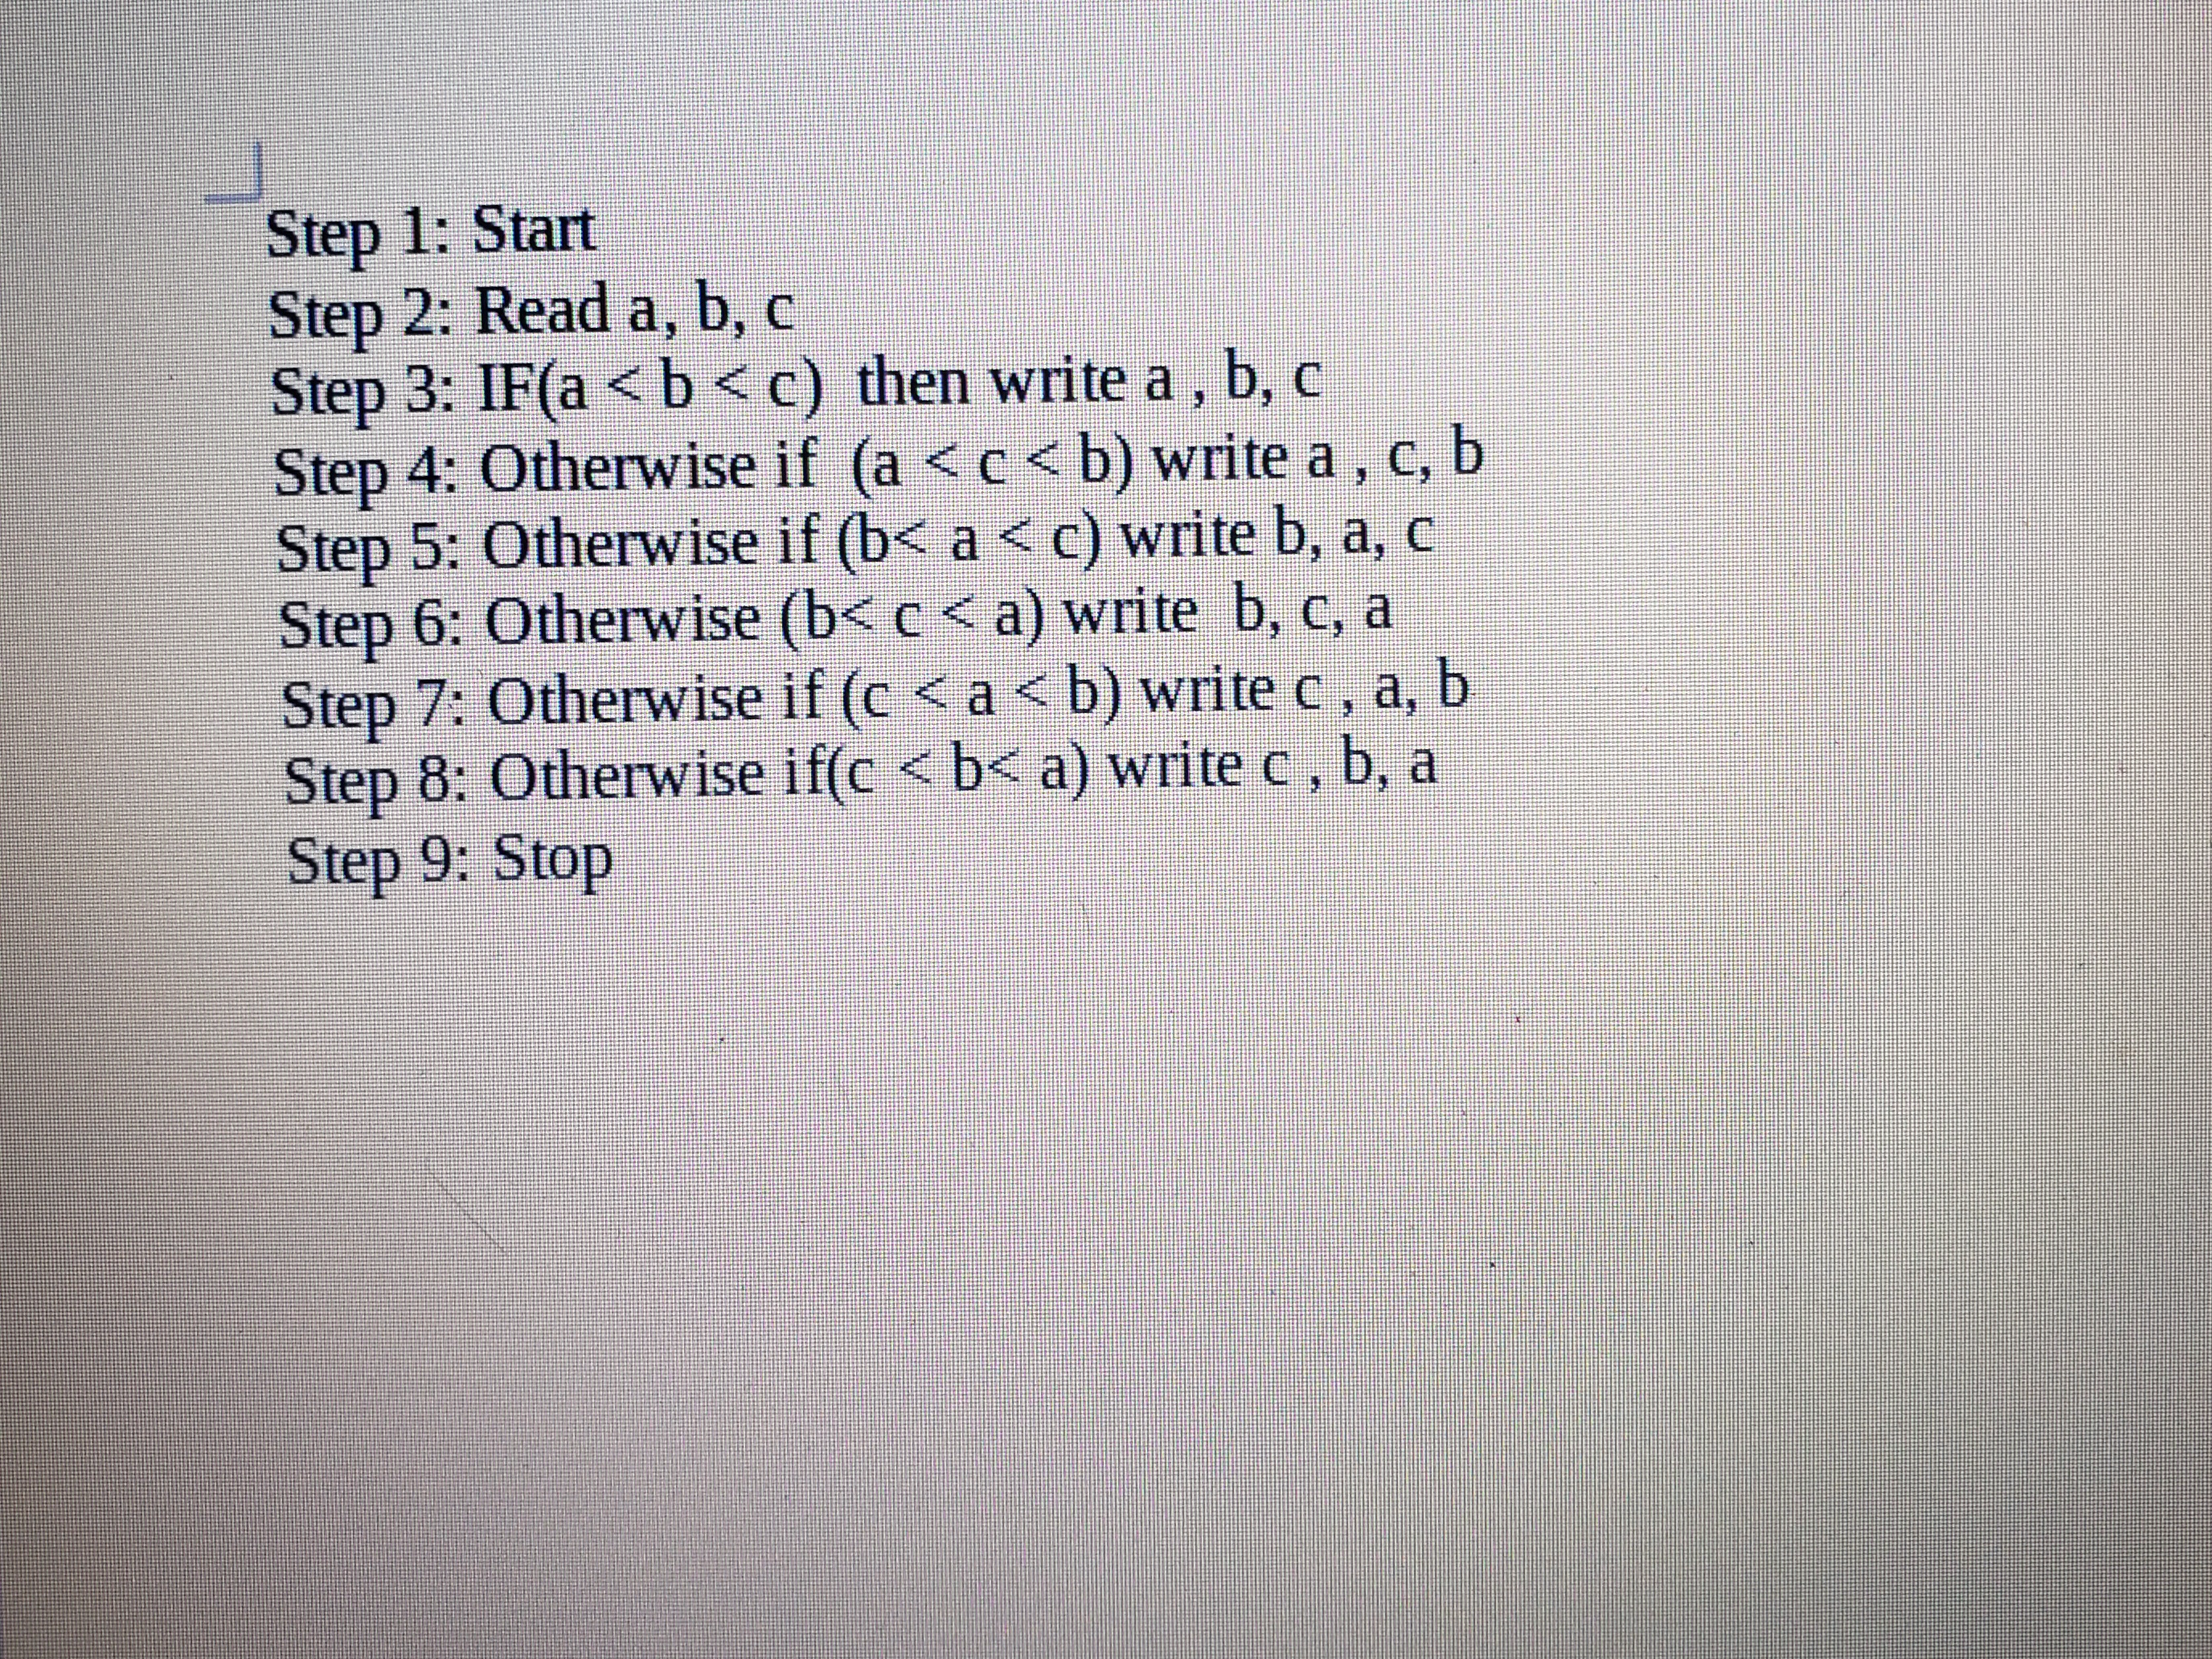 Step 1: Start
Step 2: Read a, b, c
Step 3: IF(a < b < c)  then write a , b, c
Step 4: Otherwise if  (a < c < b) write a , c, b
Step 5: Otherwise if (b< a < c) write b, a, c
Step 6: Otherwise (b< c < a) write  b, c, a
Step 7: Otherwise if (c < a < b) write c , a, b
Step 8: Otherwise if(c < b< a) write c , b, a
Step 9: Stop